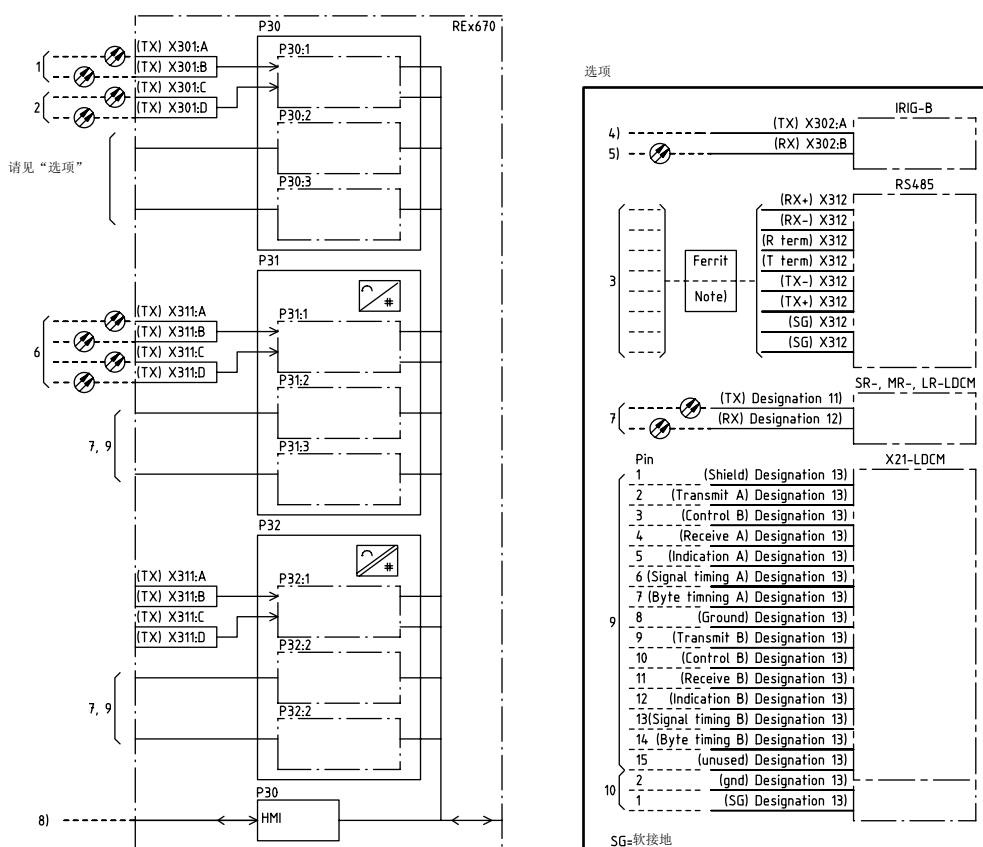 P30
REx670
(TX) X301:A
P30:1
1
(TX) X301:B
(TX) X301:C
2
(TX) X301:D
P30:2
请见“选项”
P30:3
P31
(TX) X311:A
#
P31:1
(TX) X311:B
6
(TX) X311:C
(TX) X311:D
P31:2
7, 9
P31:3
P32
#
(TX) X311:A
P32:1
(TX) X311:B
(TX) X311:C
(TX) X311:D
P32:2
7, 9
P32:2
P30
8)
HMI
选项
IRIG-B
4)
(TX) X302:A
5)
(RX) X302:B
RS485
(RX+) X312
(RX-) X312
(R term) X312
Ferrit
(T term) X312
3
(TX-) X312
Note)
(TX+) X312
(SG) X312
(SG) X312
SR-, MR-, LR-LDCM
(TX) Designation 11)
7
(RX) Designation 12)
Pin
X21-LDCM
1 (Shield) Designation 13)
2 (Transmit A) Designation 13)
3 (Control B) Designation 13)
4 (Receive A) Designation 13)
5 (Indication A) Designation 13)
6 (Signal timing A) Designation 13)
7 (Byte timning A) Designation 13)
8 (Ground) Designation 13)
9
9 (Transmit B) Designation 13)
10 (Control B) Designation 13)
11 (Receive B) Designation 13)
12 (Indication B) Designation 13)
13(Signal timing B) Designation 13)
14 (Byte timing B) Designation 13)
15 (unused) Designation 13)
2 (gnd) Designation 13)
10
1 (SG) Designation 13)
SG=软接地